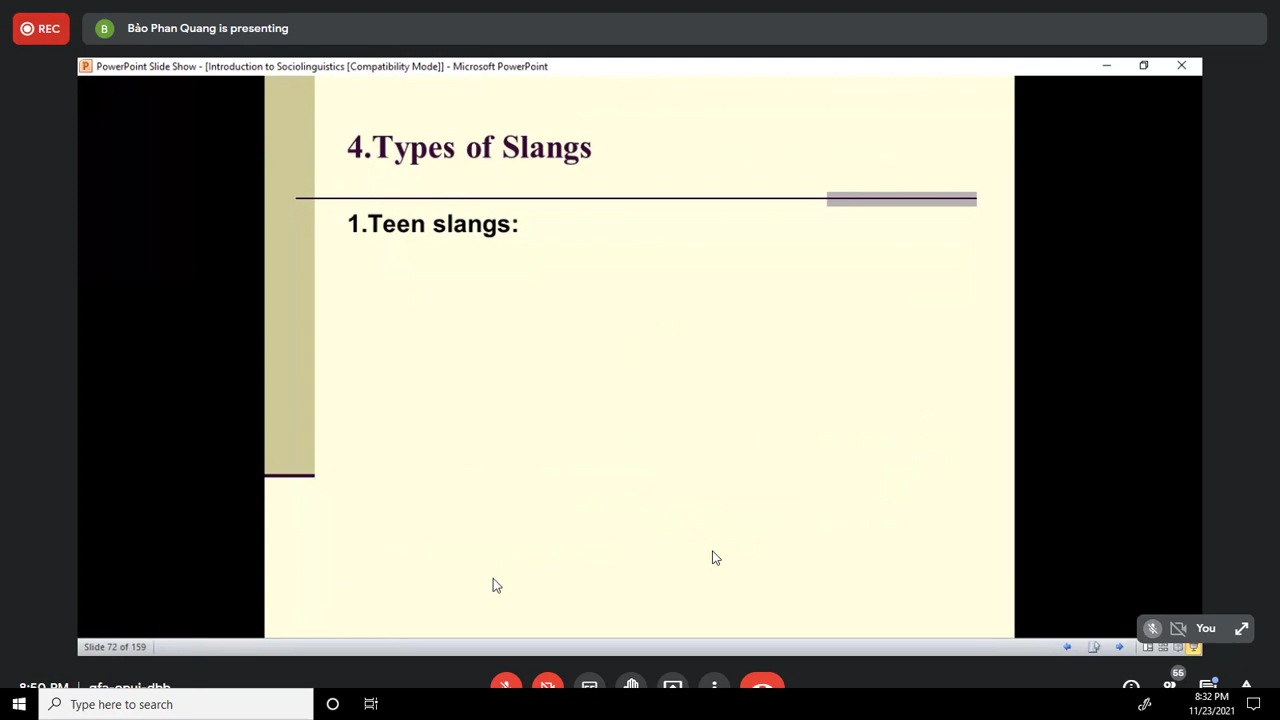 REC
B
Bảo Phan Quang is presenting
PowerPoint Slide Show - [Introduction to Sociolinguistics [Compatibility Mode]] - Microsoft PowerPoint
4.Types of Slangs
1.Teen slangs:
You
Slide 72 of 159
55
Type here to search
8:32 PM
11/23/2021